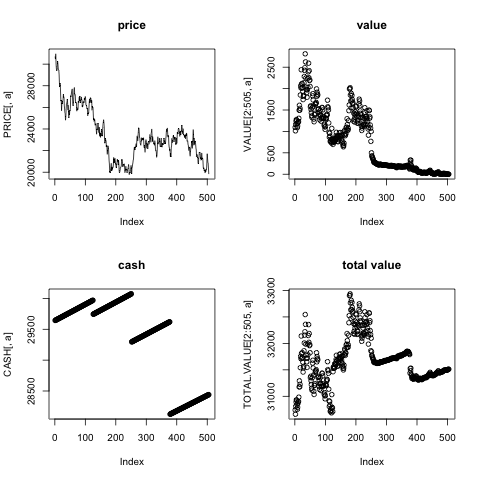 price
value
PRICE[, a]
20000 24000 28000
0 100 200 300 400 500
Index
VALUE[2:505, a]
0 500 1500 2500
0 100 200 300 400 500
Index
cash
total value
CASH[, a]
28500 29500
0 100 200 300 400 500
Index
TOTAL.VALUE[2:505, a]
31000 32000 33000
0 100 200 300 400 500
Index